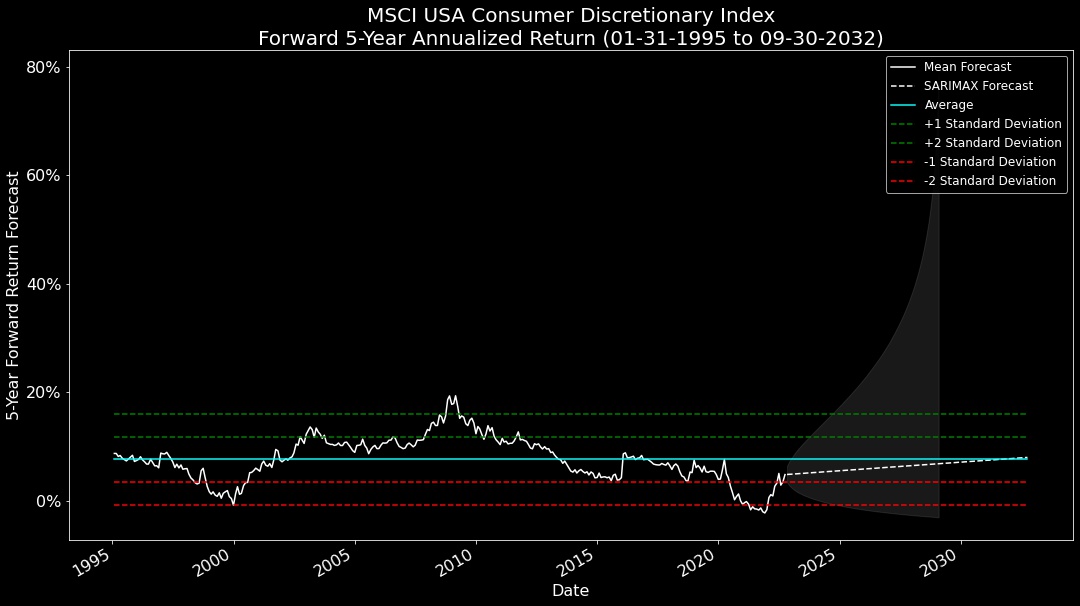 MSCI USA Consumer Discretionary Index
Forward 5-Year Annualized Return (01-31-1995 to 09-30-2032)
80%
60%
40%
20%
0%
5-Year Forward Return Forecast
Mean Forecast
SARIMAX Forecast
Average
+1 Standard Deviation
+2 Standard Deviation
-1 Standard Deviation
-2 Standard Deviation
1995
2000
2005
2010
2015
2020
2025
2030
Date